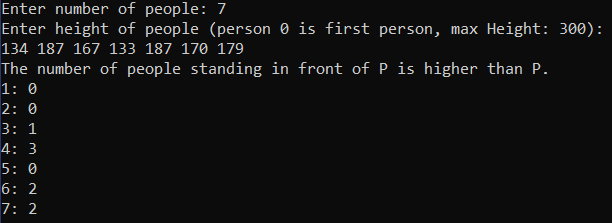 Enter number of people: 7
Enter height of people (person 0 is first person, max Height: 300):
134 187 167 133 187 170 179
The number of people standing in front of P is higher than P.
1: 0
2: 0
3: 1
4: 3
5: 0
6: 2
7: 2